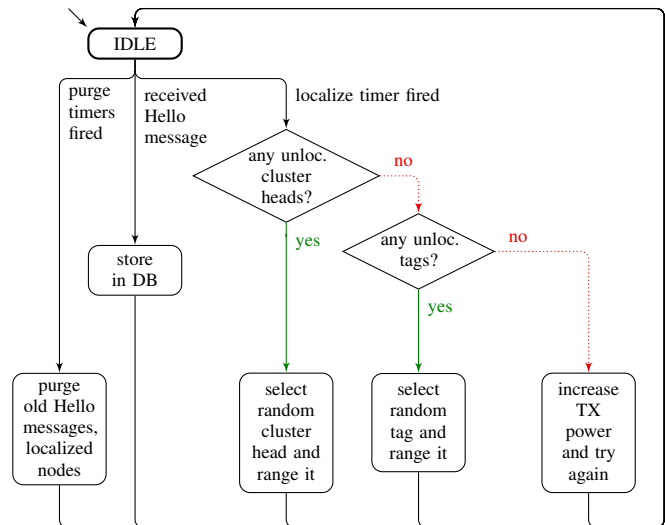 IDLE
purge
timers
fired
received
Hello
message
localize timer fired
any unloc.
cluster
heads?
no
yes
any unloc.
tags?
no
yes
store
in DB
purge
old Hello
messages,
localized
nodes
select
random
cluster
head and
range it
select
random
tag and
range it
increase
TX
power
and try
again